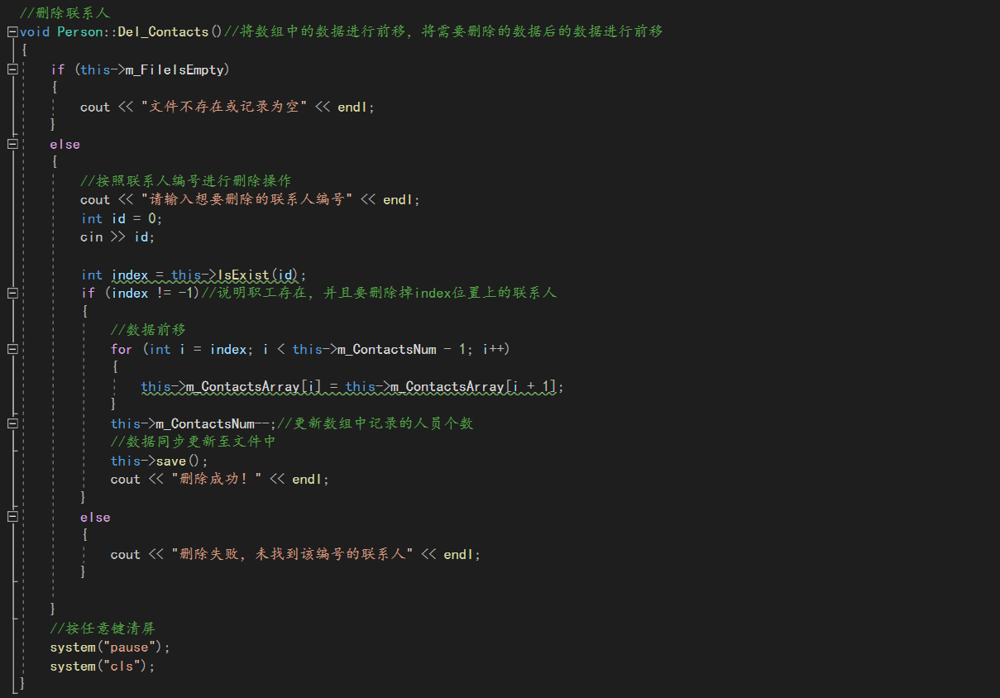 //删除联系人
void Person::Del_Contacts()//将数组中的数据进行前移，将需要删除的数据后的数据进行前移
{
if (this->m_FileIsEmpty)
{
cout << "文件不存在或记录为空" << endl;
}
else
{
//按照联系人编号进行删除操作
cout << "请输入想要删除的联系人编号" << endl;
int id = 0;
cin >> id;
int index = this->IsExist(id);
if (index != -1)//说明职工存在，并且要删除掉index位置上的联系人
{
//数据前移
for (int i = index; i < this->m_ContactsNum - 1; i++)
{
this->m_ContactsArray[i] = this->m_ContactsArray[i + 1];
}
this->m_ContactsNum--;//更新数组中记录的人员个数
//数据同步更新至文件中
this->save();
cout << "删除成功！" << endl;
}
else
{
cout << "删除失败，未找到该编号的联系人" << endl;
}
}
//按任意键清屏
system("pause");
system("cls");
}